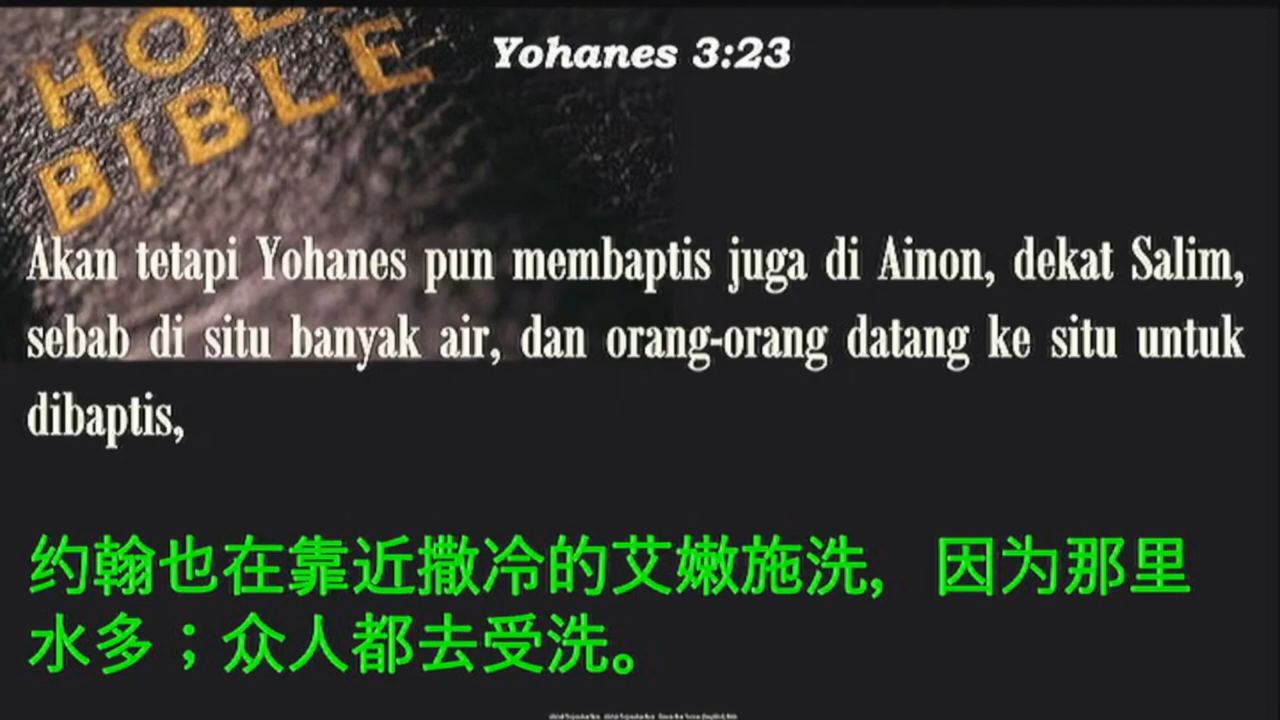 HOL
BIBLE
Yohanes 3:23
Akan tetapi Yohanes pun membaptis juga di Ainon, dekat Salim,
sebab di situ banyak air, dan orang-orang datang ke situ untuk
dibaptis,
约翰也在靠近撒冷的艾嫩施洗, 因为那里
水多；众人都去受洗。